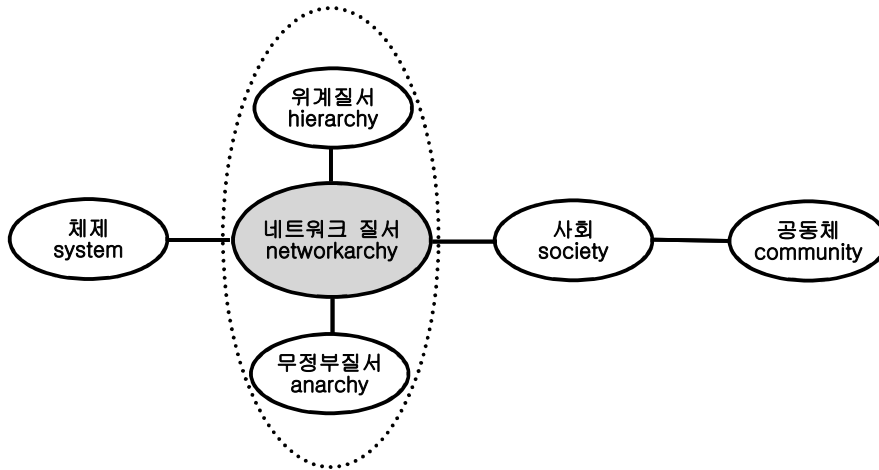 위계질서
hierarchy
체제
system
네트워크 질서
networkarchy
사회
society
공동체
community
무정부질서
anarchy